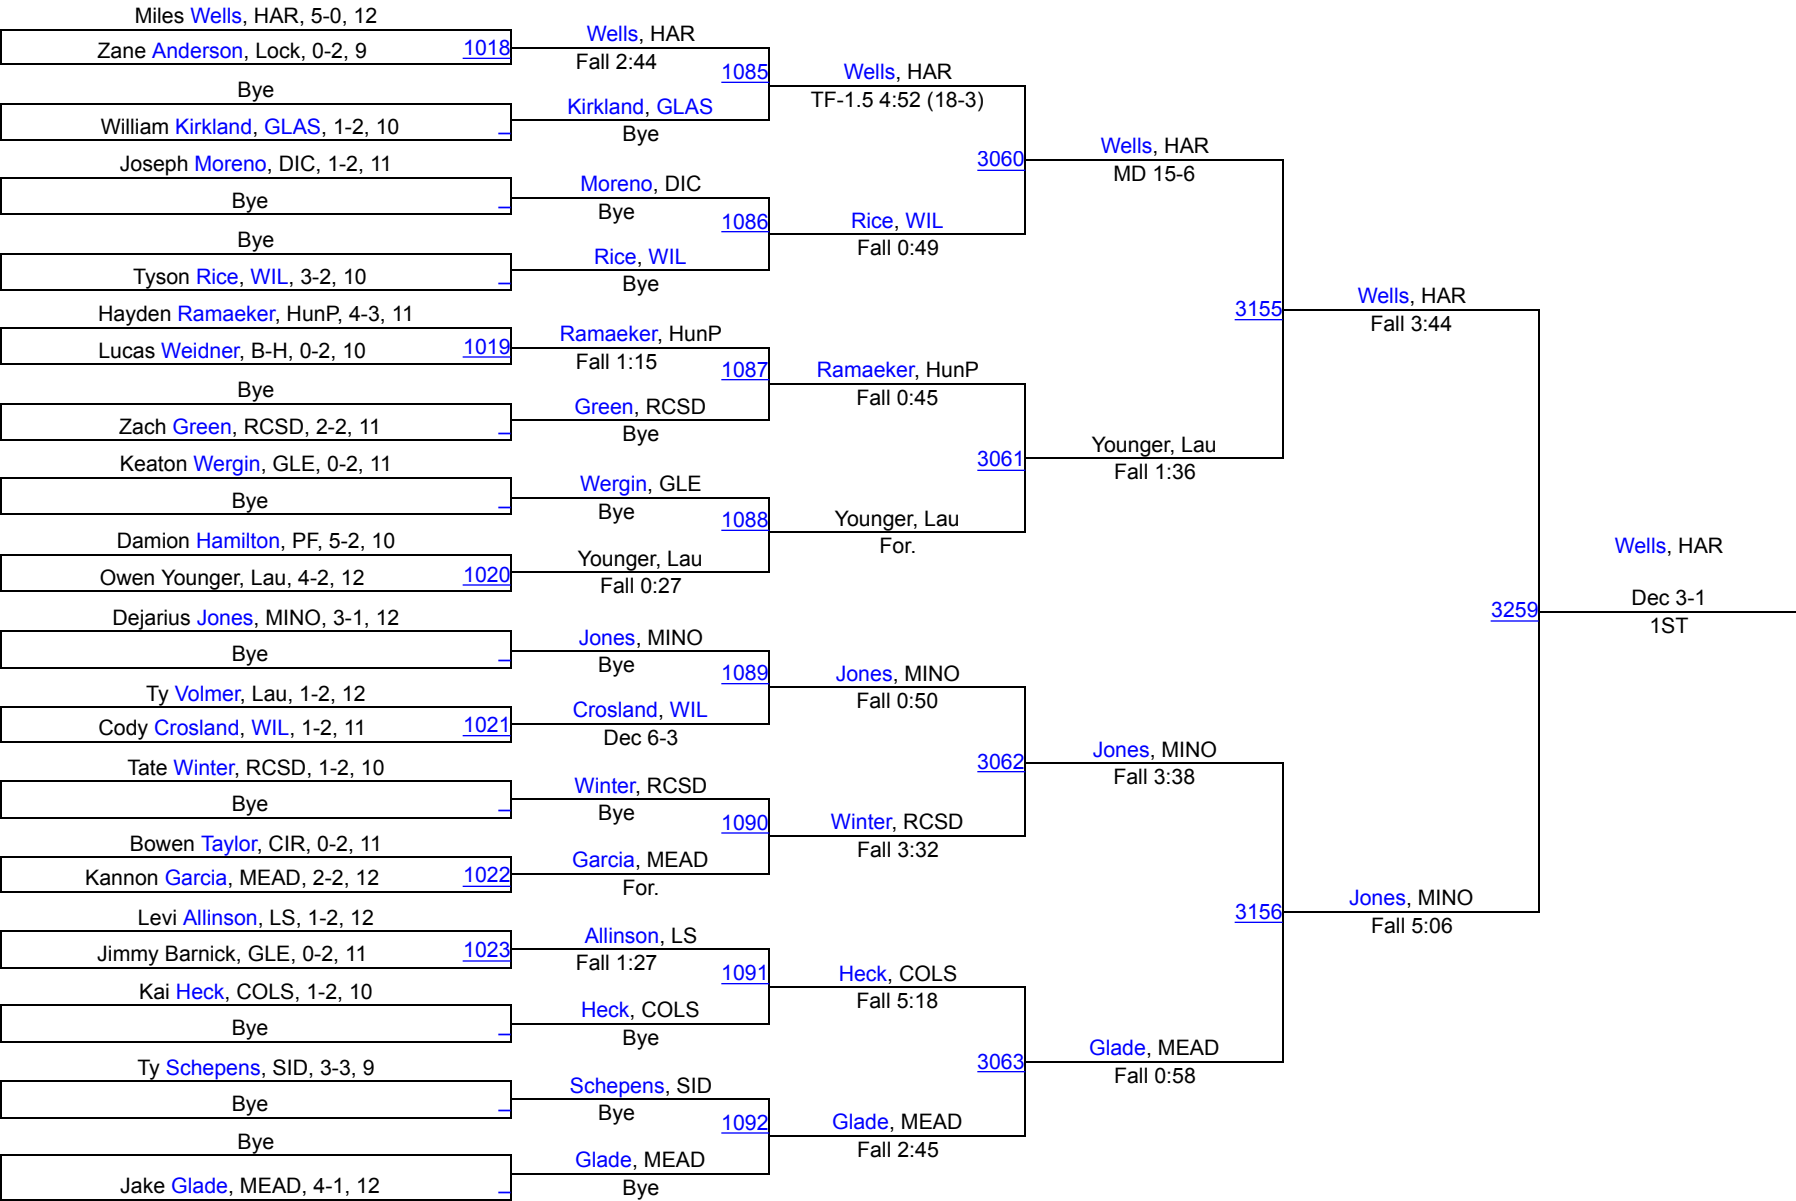 Miles Wells, HAR, 5-0, 12
Zane Anderson, Lock, 0-2, 9
1018
Bye
William Kirkland, GLAS, 1-2, 10
Joseph Moreno, DIC, 1-2, 11
Bye
Bye
Tyson Rice, WIL, 3-2, 10
Hayden Ramaeker, HunP, 4-3, 11
Lucas Weidner, B-H, 0-2, 10
1019
Bye
Zach Green, RCSD, 2-2, 11
Keaton Wergin, GLE, 0-2, 11
Bye
Damion Hamilton, PF, 5-2, 10
Owen Younger, Lau, 4-2, 12
1020
Dejarius Jones, MINO, 3-1, 12
Bye
Ty Volmer, Lau, 1-2, 12
Cody Crosland, WIL, 1-2, 11
1021
Tate Winter, RCSD, 1-2, 10
Bye
Bowen Taylor, CIR, 0-2, 11
Kannon Garcia, MEAD, 2-2, 12
1022
Levi Allinson, LS, 1-2, 12
Jimmy Barnick, GLE, 0-2, 11
1023
Kai Heck, COLS, 1-2, 10
Bye
Ty Schepens, SID, 3-3, 9
Bye
Bye
Jake Glade, MEAD, 4-1, 12
Wells, HAR
Fall 2:44
1085
Kirkland, GLAS
Bye
Moreno, DIC
Bye
1086
Rice, WIL
Bye
Ramaeker, HunP
Fall 1:15
1087
Green, RCSD
Bye
Wergin, GLE
Bye
1088
Younger, Lau
Fall 0:27
Jones, MINO
Bye
1089
Crosland, WIL
Dec 6-3
Winter, RCSD
Bye
1090
Garcia, MEAD
For.
Allinson, LS
Fall 1:27
1091
Heck, COLS
Bye
Schepens, SID
Bye
1092
Glade, MEAD
Bye
Wells, HAR
TF-1.5 4:52 (18-3)
3060
Rice, WIL
Fall 0:49
Ramaeker, HunP
Fall 0:45
3061
Younger, Lau
For.
Jones, MINO
Fall 0:50
3062
Winter, RCSD
Fall 3:32
Heck, COLS
Fall 5:18
3063
Glade, MEAD
Fall 2:45
Wells, HAR
MD 15-6
3155
Younger, Lau
Fall 1:36
Jones, MINO
Fall 3:38
3156
Glade, MEAD
Fall 0:58
Wells, HAR
Fall 3:44
3259
Jones, MINO
Fall 5:06
Wells, HAR
Dec 3-1
1ST